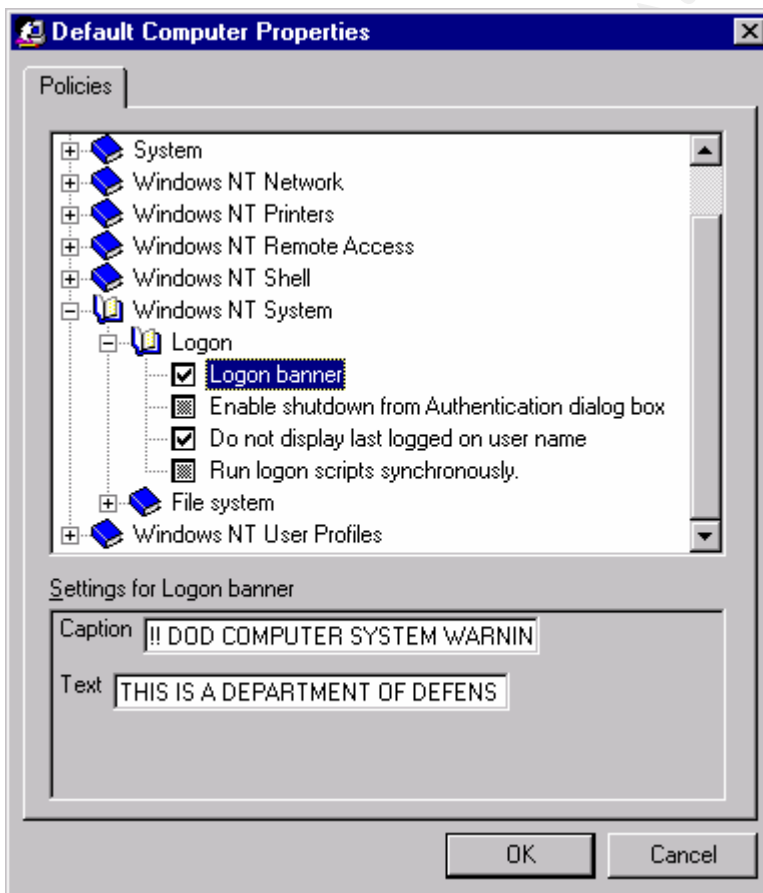 Default Computer Properties
Policies
System
Windows NT Network
Windows NT Printers
Windows NT Remote Access
Windows NT Shell
Windows NT System
Logon
Logon banner
Enable shutdown from Authentication dialog box
Do not display last logged on user name
Run logon scripts synchronously.
File system
Windows NT User Profiles
Settings for Logon banner
Caption !! DOD COMPUTER SYSTEM WARNIN
Text THIS IS A DEPARTMENT OF DEFENS
OK Cancel